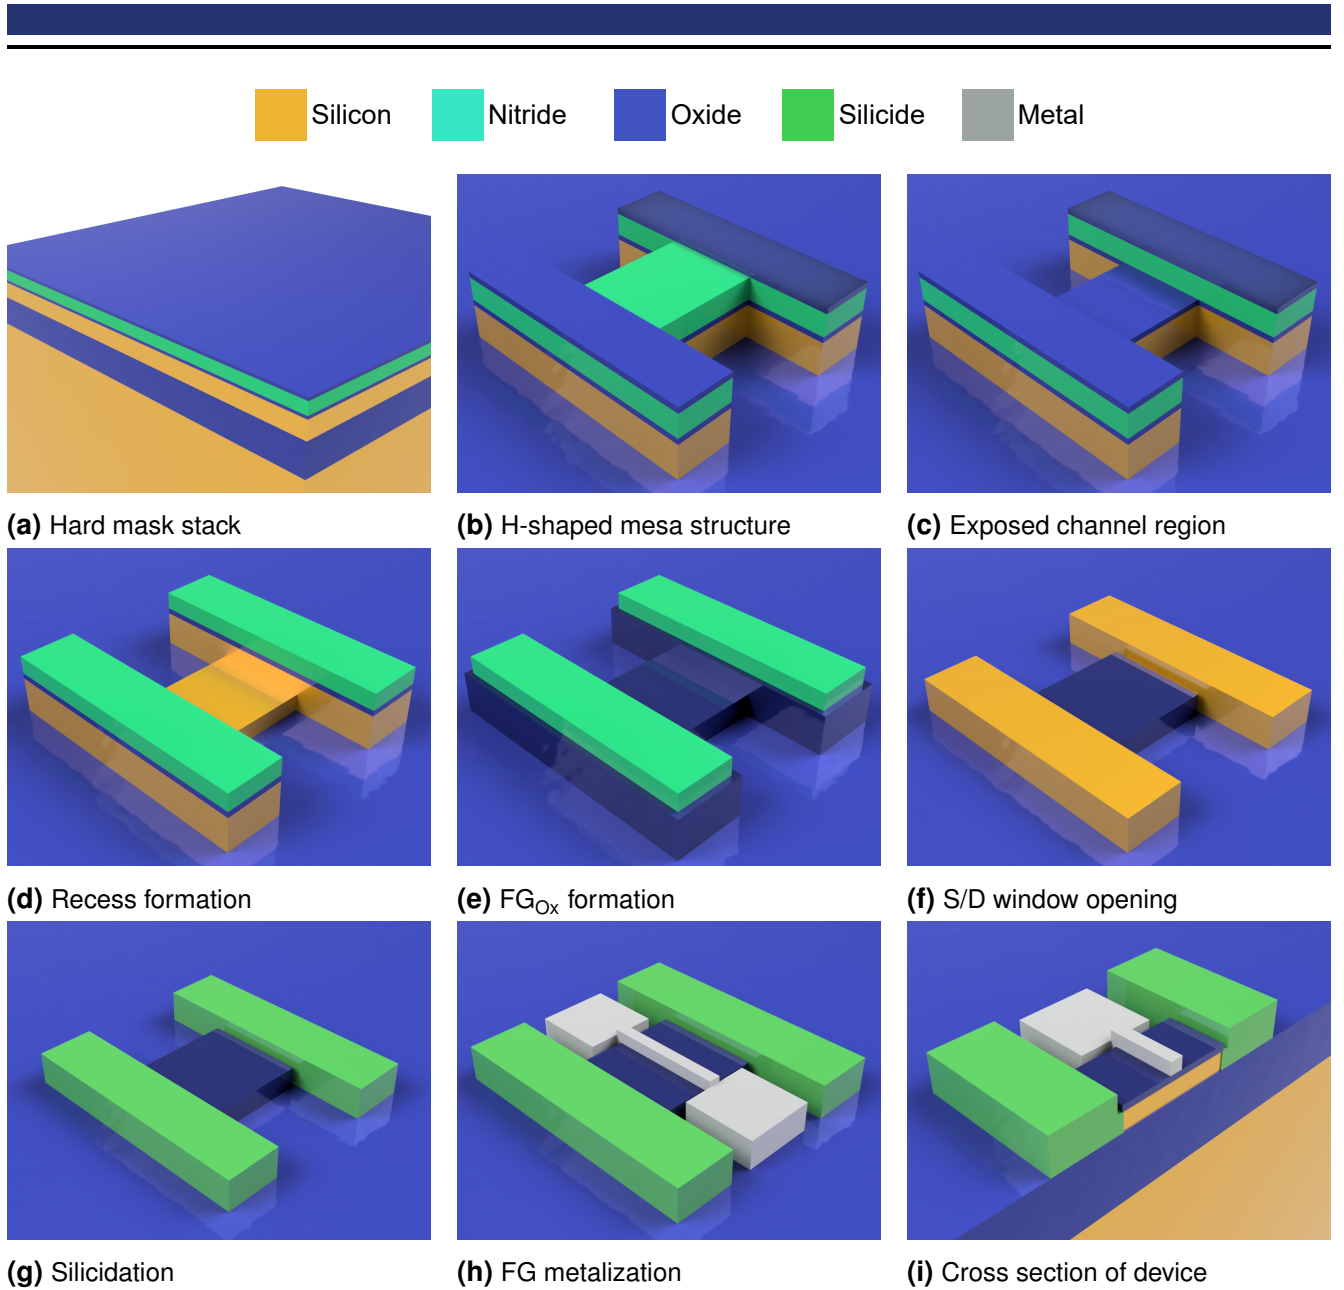 Silicon Nitride Oxide Silicide Metal
(a) Hard mask stack
(b) H-shaped mesa structure
(c) Exposed channel region
(d) Recess formation
(e) FGOx formation
(f) S/D window opening
(g) Silicidation
(h) FG metalization
(i) Cross section of device